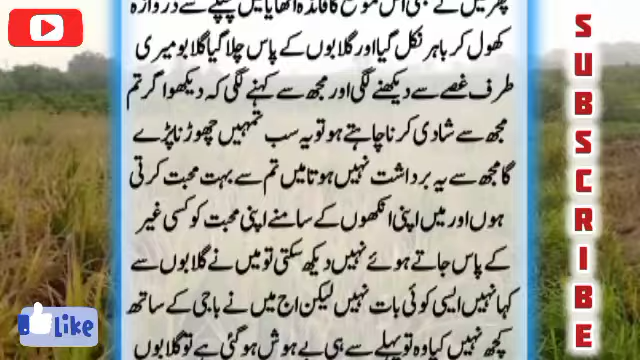 پھر میں نے بھی اس موقع کا فائدہ اٹھایا میں چپکے سے دروازہ
کھول کر باہر نکل گیا اور گلابوں کے پاس چلا گیا گلابو میری
طرف غصے سے دیکھنے لگی اور مجھ سے کہنے لگی کہ دیکھو اگر تم
مجھ سے شادی کرنا چاہتے ہو تو یہ سب تمہیں چھوڑنا پڑے
گا مجھ سے یہ برداشت نہیں ہوتا میں تم سے بہت محبت کرتی
ہوں اور میں اپنی انکھوں کے سامنے اپنی محبت کو کسی غیر
کے پاس جاتے ہوئے نہیں دیکھ سکتی تو میں نے گلابوں سے
کہا نہیں ایسی کوئی بات نہیں لیکن اج میں نے باجی کے ساتھ
کچھ نہیں کیا وہ تو پہلے سے ہی بے ہوش ہو گئی ہے تو گلابوں
SUBSCRIBE
Like